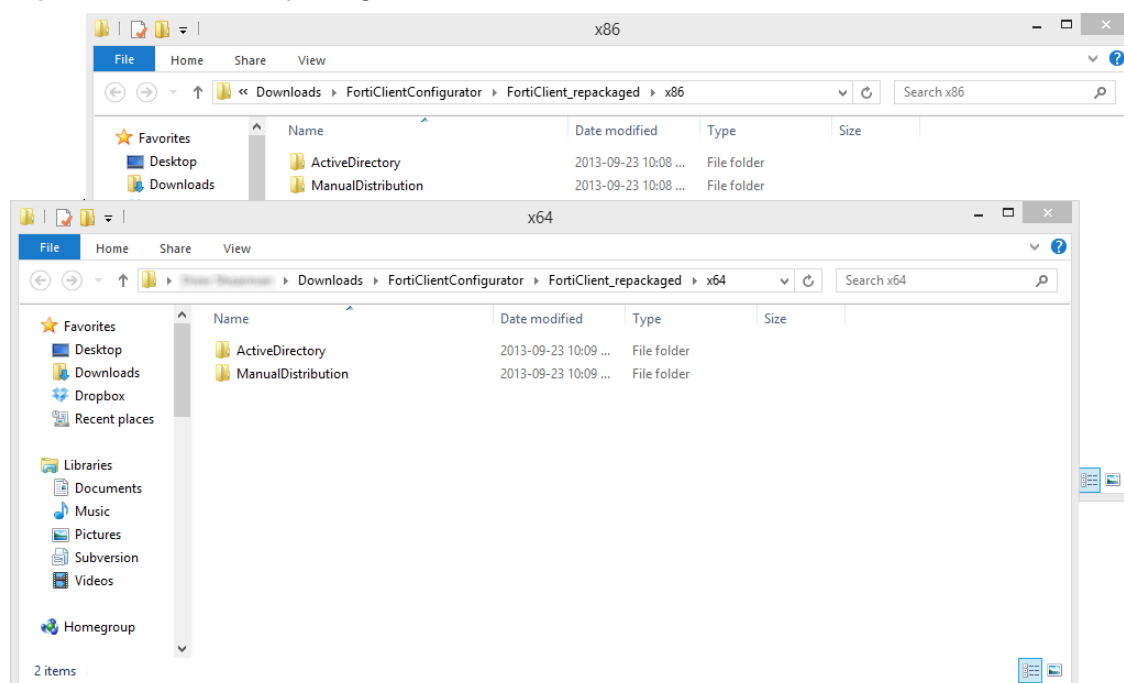 x86
File Home Share View
« Downloads FortiClientConfigurator FortiClient_repackaged x86 Search x86
Favorites Name Date modified Type Size
Desktop ActiveDirectory 2013-09-23 10:08 ... File folder
Downloads ManualDistribution 2013-09-23 10:08 ... File folder
x64
File Home Share View
Downloads FortiClientConfigurator FortiClient_repackaged x64 Search x64
Favorites Name Date modified Type Size
Desktop ActiveDirectory 2013-09-23 10:09 ... File folder
Downloads ManualDistribution 2013-09-23 10:09 ... File folder
Dropbox
Recent places
Libraries
Documents
Music
Pictures
Subversion
Videos
Homegroup
2 items